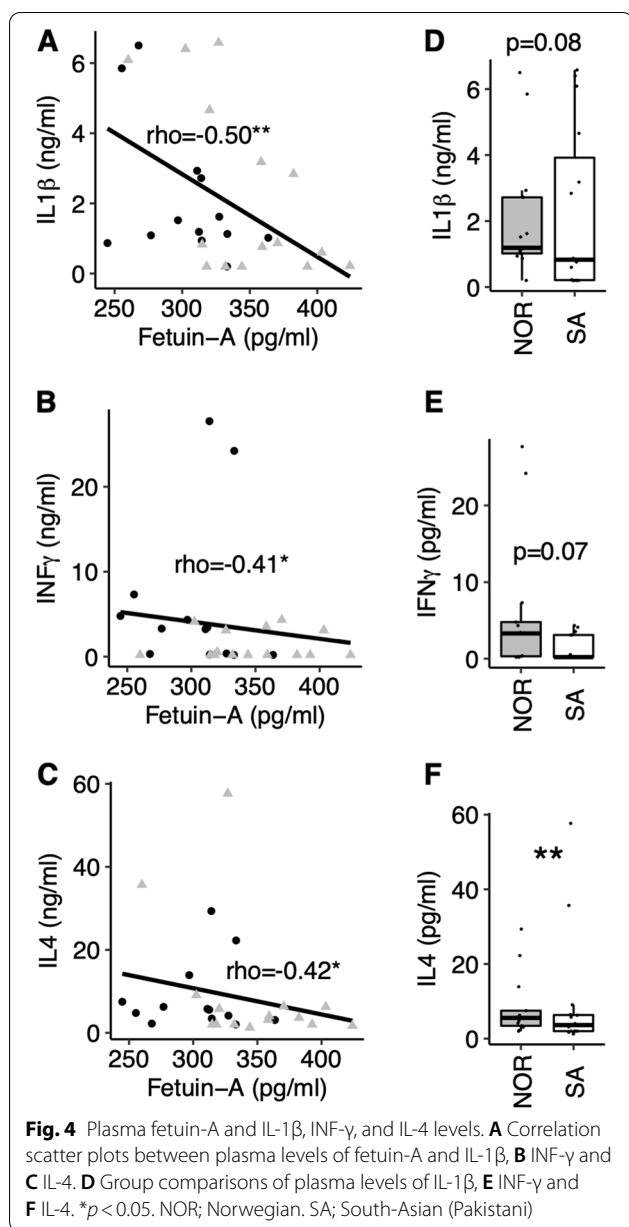 A
IL1β (ng/ml)
6
4
2
0
rho=-0.50**
250 300 350 400
Fetuin−A (pg/ml)
D
p=0.08
IL1β (ng/ml)
6
4
2
0
NOR
SA
B
INFγ (ng/ml)
20
10
0
rho=-0.41*
250 300 350 400
Fetuin−A (pg/ml)
E
IFNγ (pg/ml)
20
10
0
p=0.07
NOR
SA
C
IL4 (ng/ml)
60
40
20
0
rho=-0.42*
250 300 350 400
Fetuin−A (pg/ml)
F
IL4 (pg/ml)
60
40
20
0
**
NOR
SA
Fig. 4 Plasma fetuin-A and IL-1β, INF-γ, and IL-4 levels. A Correlation
scatter plots between plasma levels of fetuin-A and IL-1β, B INF-γ and
C IL-4. D Group comparisons of plasma levels of IL-1β, E INF-γ and
F IL-4. *p < 0.05. NOR; Norwegian. SA; South-Asian (Pakistani)